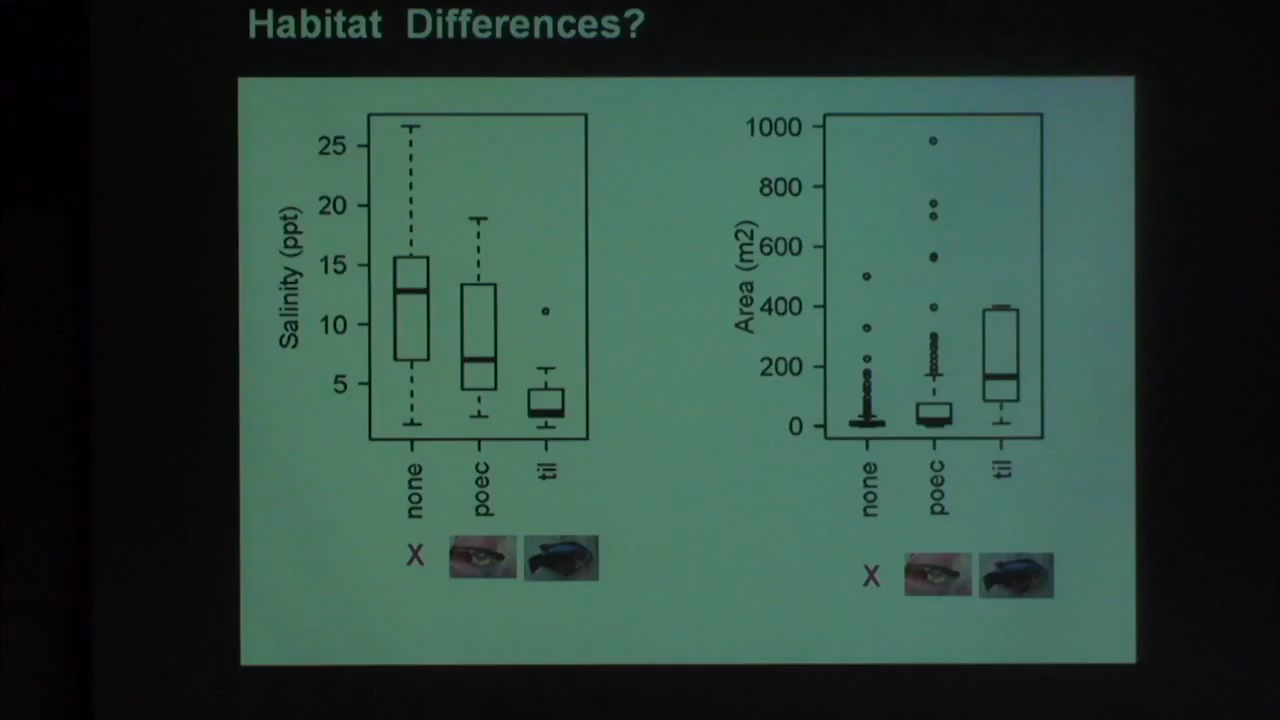 Habitat Differences?
25
20
15
10
5
Salinity (ppt)
none
poec
til
X
1000
800
600
400
200
0
Area (m2)
none
poec
til
X